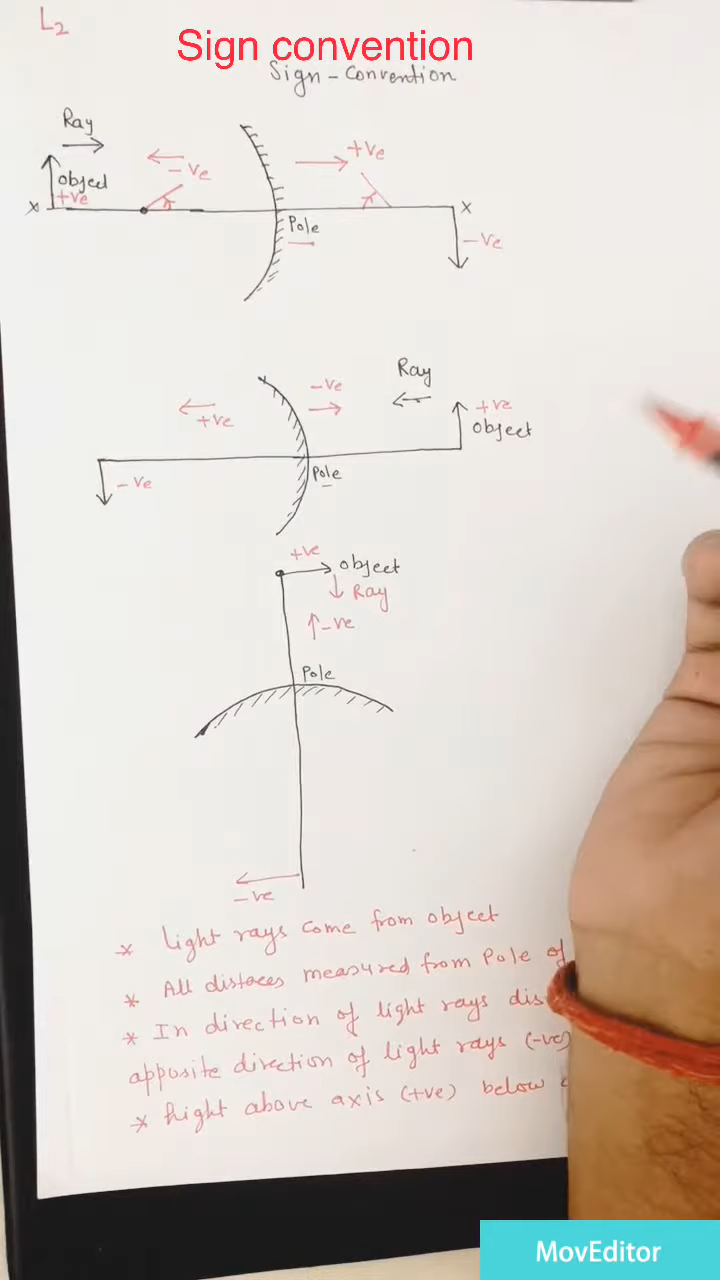 L2
Sign convention
Sign-Convention
Ray
+ve
-ve
Object
+ve
x
x
Pole
-ve
Ray
-ve
+ve
+ve
object
-ve
Pole
+ve
object
Ray
-ve
Pole
-ve
* light rays come from object
* All distaces measured from Pole of
* In direction of light rays dis
apposite direction of light rays (-ve)
* hight above axis (+ve) below
MovEditor